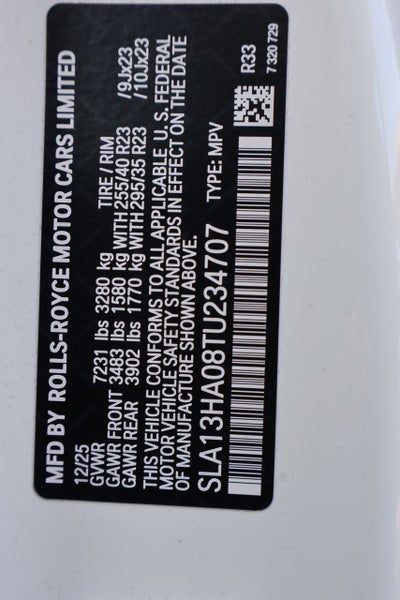 MFD BY ROLLS-ROYCE MOTOR CARS LIMITED
12/25
GVWR 7231 lbs 3280 kg TIRE / RIM
GAWR FRONT 3483 lbs 1580 kg WITH 255/40 R23 /9Jx23
GAWR REAR 3902 lbs 1770 kg WITH 295/35 R23 /10Jx23
THIS VEHICLE CONFORMS TO ALL APPLICABLE U. S. FEDERAL
MOTOR VEHICLE SAFETY STANDARDS IN EFFECT ON THE DATE
OF MANUFACTURE SHOWN ABOVE.
SLA13HA08TU234707 TYPE: MPV
R33
7 320 729